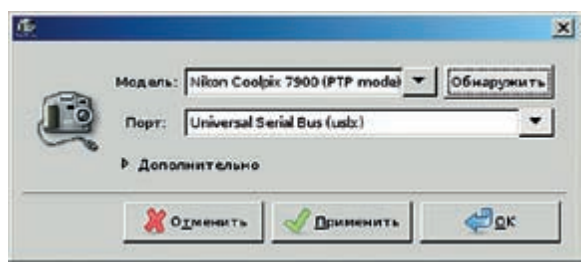 Модель: Nikon Coolpix 7900 (PTP mode) Обнаружить
Порт: Universal Serial Bus (usb:)
Дополнительно
Отменить Применить OK